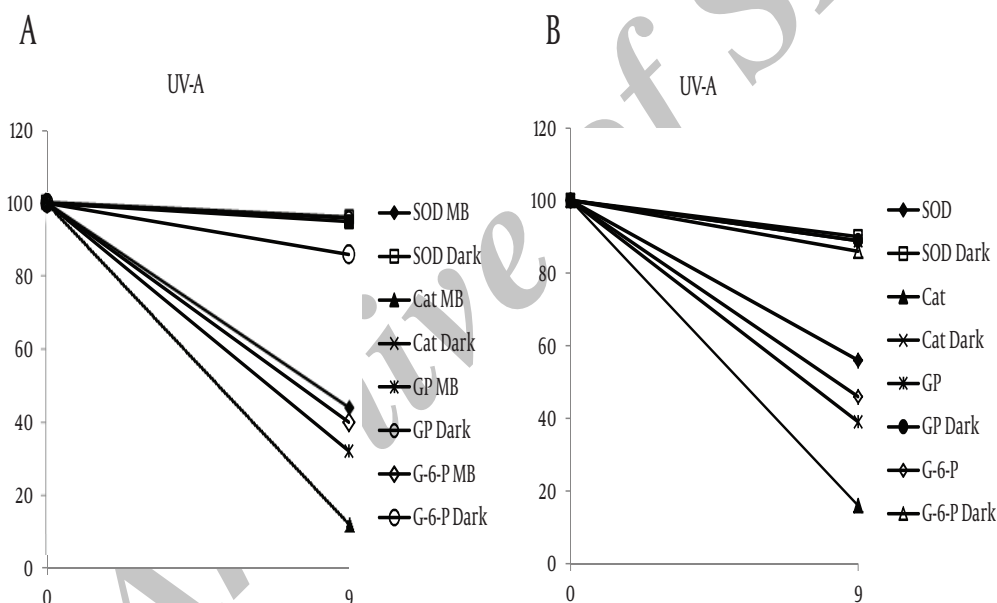 A
UV-A
120
100
80
60
40
20
0
0 9
SOD MB
SOD Dark
Cat MB
Cat Dark
GP MB
GP Dark
G-6-P MB
G-6-P Dark
B
UV-A
120
100
80
60
40
20
0
0 9
SOD
SOD Dark
Cat
Cat Dark
GP
GP Dark
G-6-P
G-6-P Dark